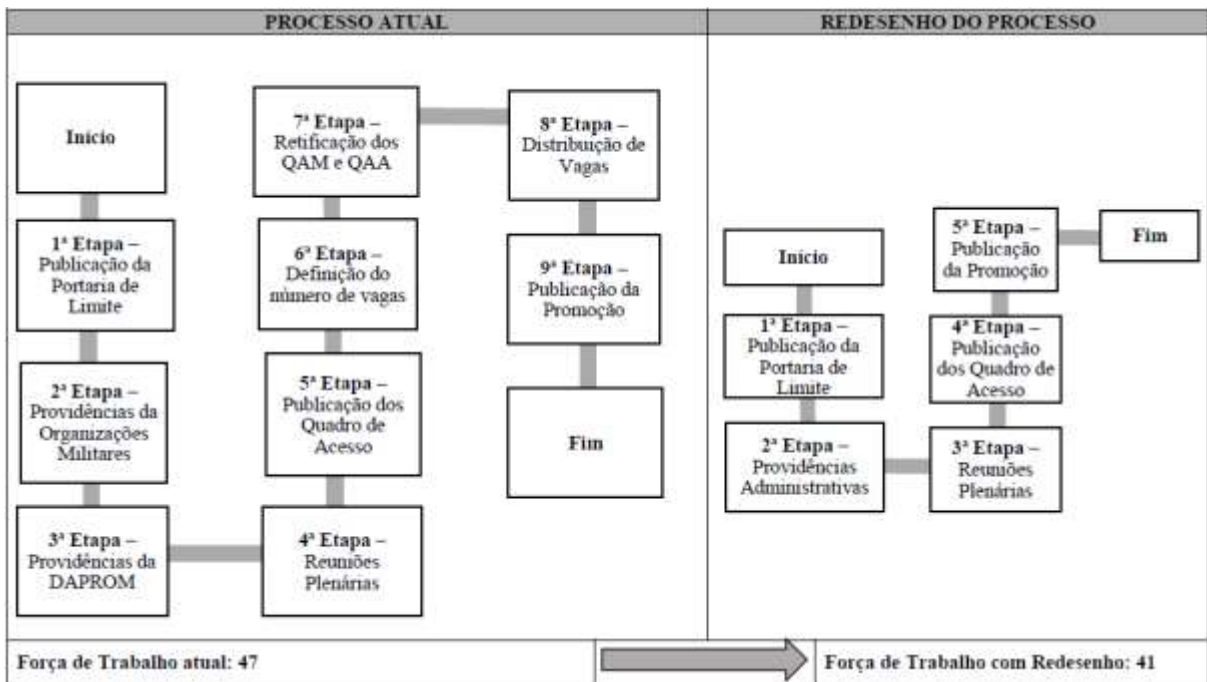 PROCESSO ATUAL
Início
1ª Etapa –
Publicação da
Portaria de
Limite
2ª Etapa –
Providências da
Organizações
Militares
3ª Etapa –
Providências da
DAPROM
4ª Etapa –
Reuniões
Plenárias
5ª Etapa –
Publicação dos
Quadro de
Acesso
6ª Etapa –
Definição do
número de vagas
7ª Etapa –
Retificação dos
QAM e QAA
8ª Etapa –
Distribuição de
Vagas
9ª Etapa –
Publicação da
Promoção
Fim
Força de Trabalho atual: 47
REDESENHO DO PROCESSO
Início
1ª Etapa –
Publicação da
Portaria de
Limite
2ª Etapa –
Providências
Administrativas
3ª Etapa –
Reuniões
Plenárias
4ª Etapa –
Publicação
dos Quadro de
Acesso
5ª Etapa –
Publicação
da Promoção
Fim
Força de Trabalho com Redesenho: 41